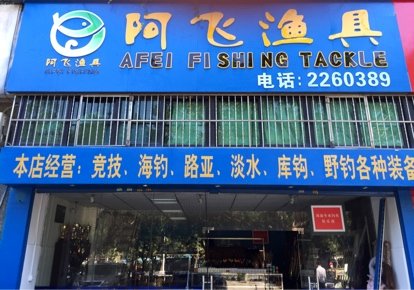 阿飞渔具
阿飞渔具
AFEI FISHING TACKLE
电话:2260389
本店经营:竞技、海钓、路亚、淡水、库钓、野钓各种装备